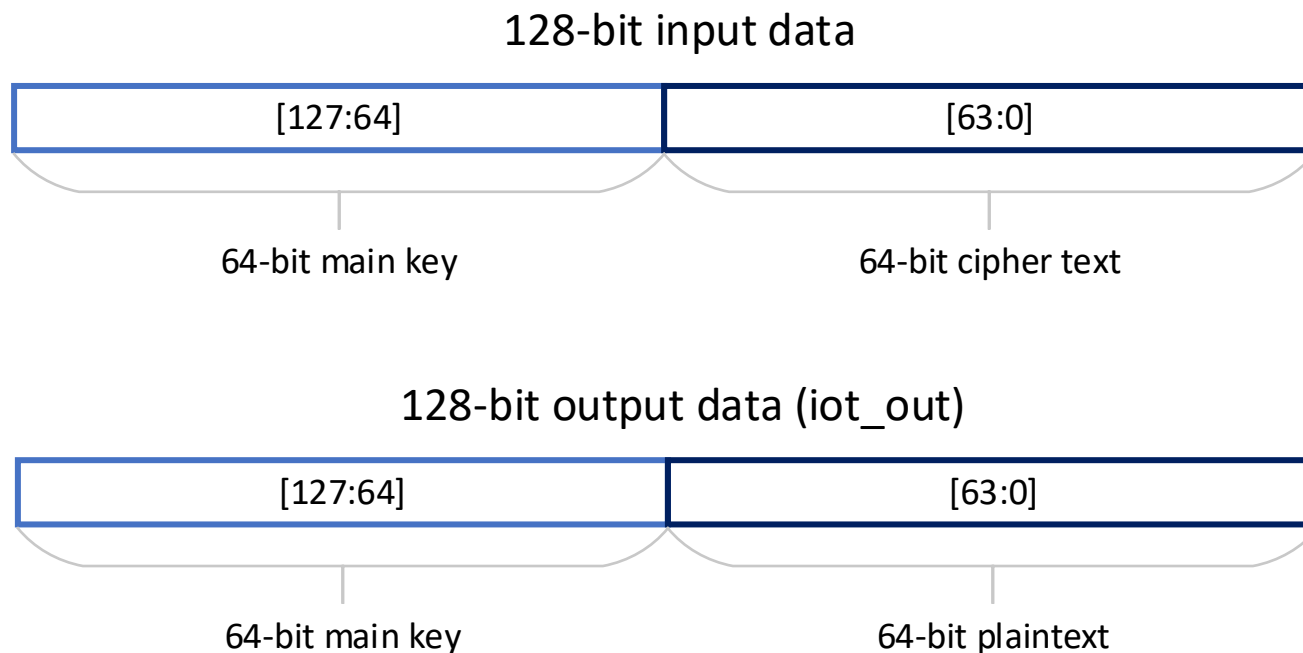 128-bit input data
[127:64] [63:0]
64-bit main key 64-bit cipher text
128-bit output data (iot_out)
[127:64] [63:0]
64-bit main key 64-bit plaintext